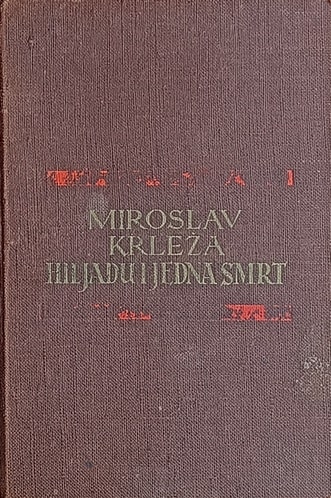 MIROSLAV
KRLEŽA
HILJADU I JEDNA SMRT